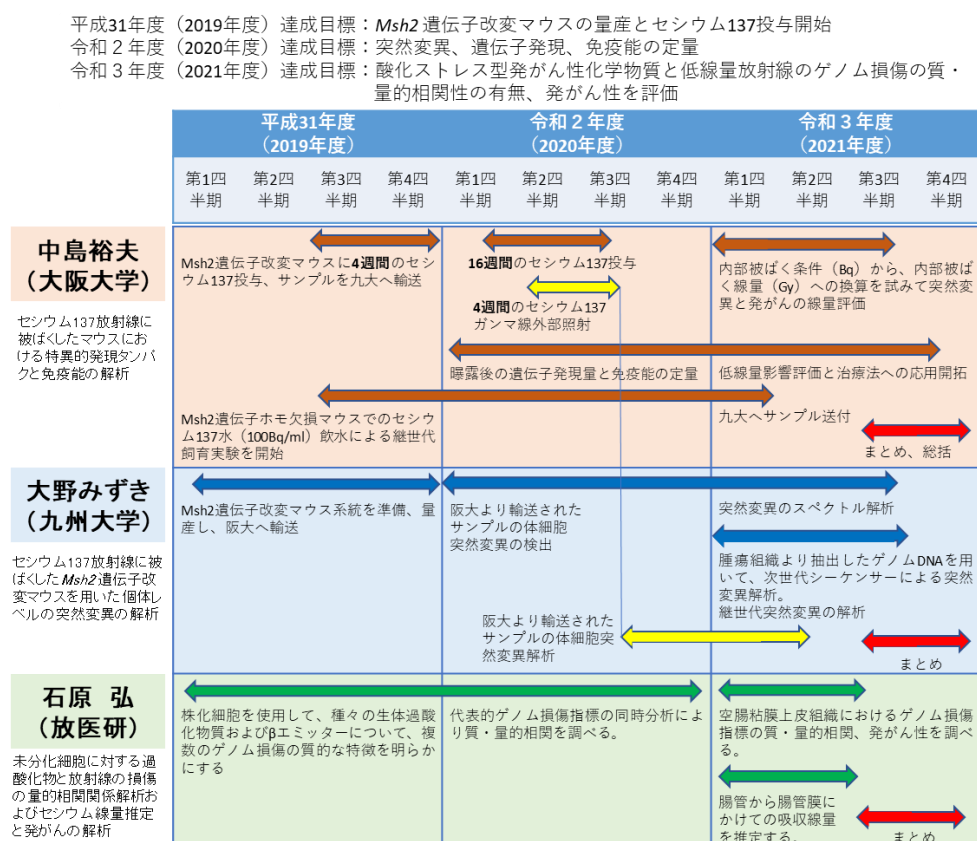 平成31年度（2019年度）達成目標：Msh2 遺伝子改変マウスの量産とセシウム137投与開始
令和２年度（2020年度）達成目標：突然変異、遺伝子発現、免疫能の定量
令和３年度（2021年度）達成目標：酸化ストレス型発がん性化学物質と低線量放射線のゲノム損傷の質・
量的相関性の有無、発がん性を評価
平成31年度
（2019年度）
令和２年度
（2020年度）
令和３年度
（2021年度）
第1四
半期
第2四
半期
第3四
半期
第4四
半期
第1四
半期
第2四
半期
第3四
半期
第4四
半期
第1四
半期
第2四
半期
第3四
半期
第4四
半期
中島裕夫
（大阪大学）
セシウム137放射線に
被ばくしたマウスにお
ける特異的発現タンパ
クと免疫能の解析
Msh2遺伝子改変マウスに4週間のセシ
ウム137投与、サンプルを九大へ輸送
16週間のセシウム137投与
4週間のセシウム137
ガンマ線外部照射
内部被ばく条件（Bq）から、内部被ば
く線量（Gy）への換算を試みて突然変
異と発がんの線量評価
曝露後の遺伝子発現量と免疫能の定量
低線量影響評価と治療法への応用開拓
Msh2遺伝子ホモ欠損マウスでのセシウ
ム137水（100Bq/ml）飲水による継世代
飼育実験を開始
九大へサンプル送付
まとめ、総括
大野みずき
（九州大学）
セシウム137放射線に被
ばくしたMsh2遺伝子改
変マウスを用いた個体レ
ベルの突然変異の解析
Msh2遺伝子改変マウス系統を準備、量
産し、阪大へ輸送
阪大より輸送された
サンプルの体細胞
突然変異の検出
突然変異のスペクトル解析
腫瘍組織より抽出したゲノムDNAを用
いて、次世代シーケンサーによる突然
変異解析。
継世代突然変異の解析
阪大より輸送された
サンプルの体細胞突
然変異解析
まとめ
石原　弘
（放医研）
未分化細胞に対する過
酸化物と放射線の損傷
の量的相関関係解析お
よびセシウム線量推定
と発がんの解析
株化細胞を使用して、種々の生体過酸
化物質およびβエミッターについて、複
数のゲノム損傷の質的な特徴を明らか
にする
代表的ゲノム損傷指標の同時分析によ
り質・量的相関を調べる。
空腸粘膜上皮組織におけるゲノム損傷
指標の質・量的相関、発がん性を調べ
る。
腸管から腸管膜に
かけての吸収線量
を推定する。
まとめ